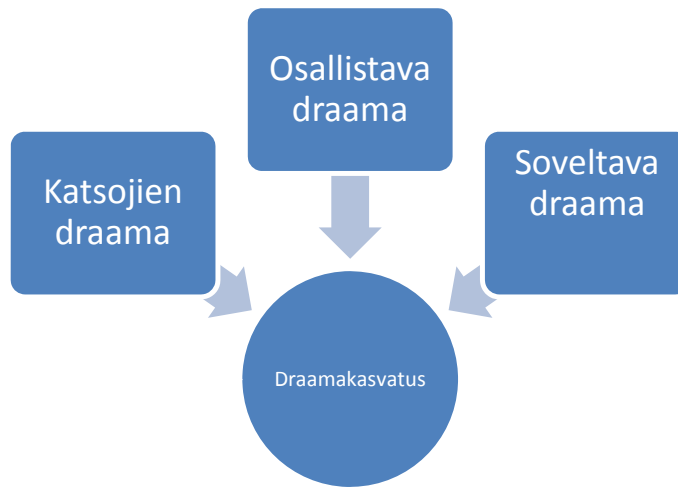 Osallistava
draama
Katsojien
draama
Soveltava
draama
Draamakasvatus